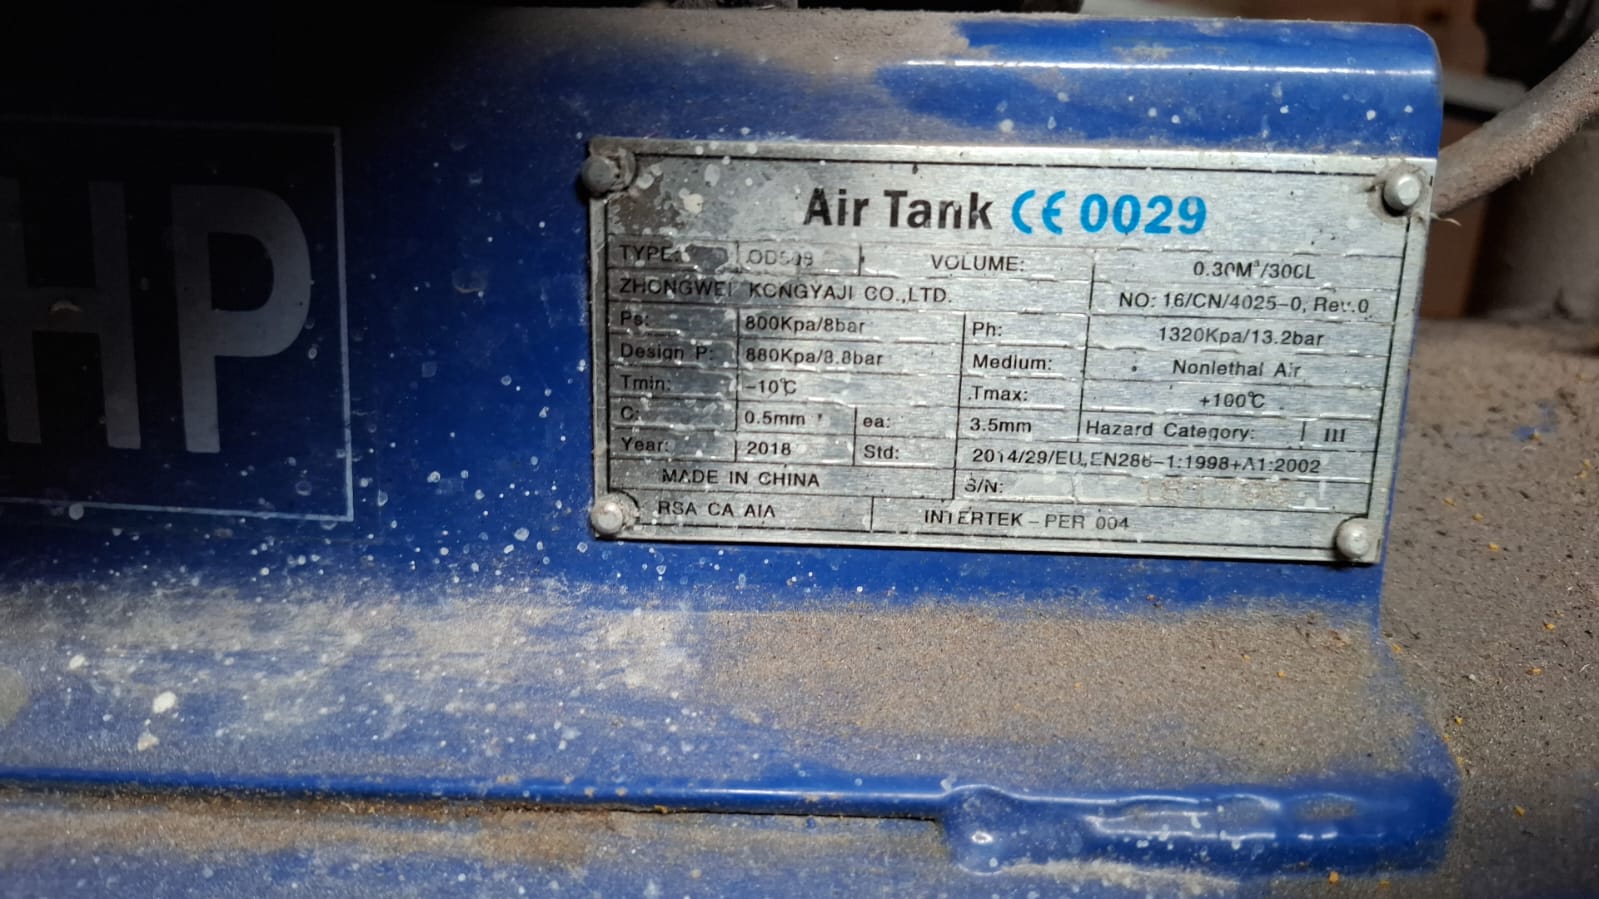 HP
Air Tank CE 0029
TYPE: VOLUME: 0.30M³/300L
ZHONGWEI KONGYAJI CO.,LTD. NO: 16/CN/4025-0, Rev.0
Ps: 800Kpa/8bar Ph: 1320Kpa/13.2bar
Design P: 880Kpa/8.8bar Medium: Nonlethal Air
Tmin: -10℃ Tmax: +100℃
C: 0.5mm ea: 3.5mm Hazard Category: III
Year: 2018 Std: 2014/29/EU,EN286-1:1998+A1:2002
MADE IN CHINA S/N:
RSA CA AIA INTERTEK-PER 004